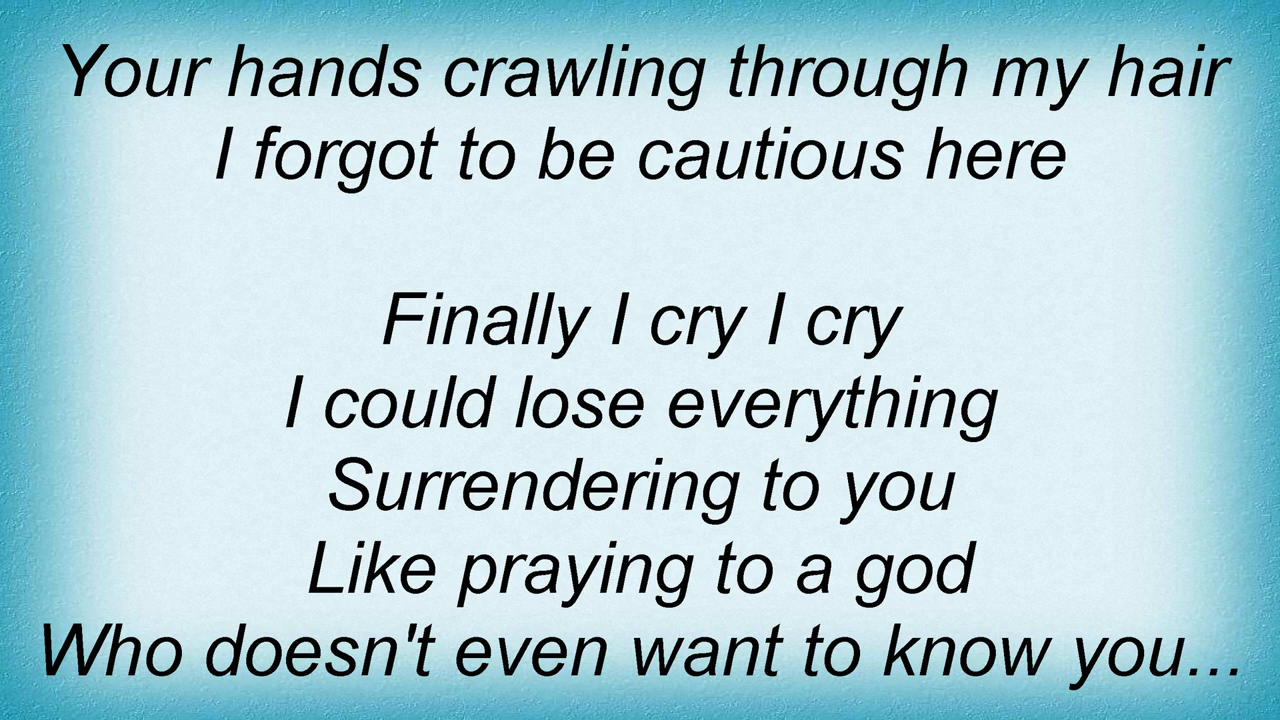 Your hands crawling through my hair
I forgot to be cautious here
Finally I cry I cry
I could lose everything
Surrendering to you
Like praying to a god
Who doesn't even want to know you...